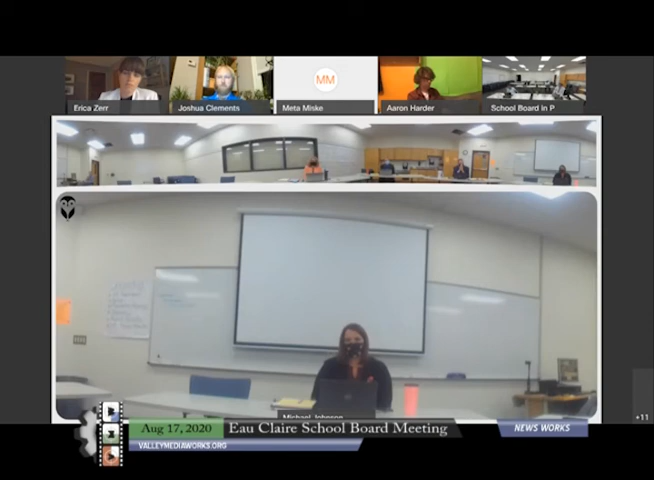 MM
Erica Zerr
Joshua Clements
Meta Miske
Aaron Harder
School Board In P
Michael Johnson
+11
Aug 17, 2020
Eau Claire School Board Meeting
NEWS WORKS
VALLEYMEDIAWORKS.ORG